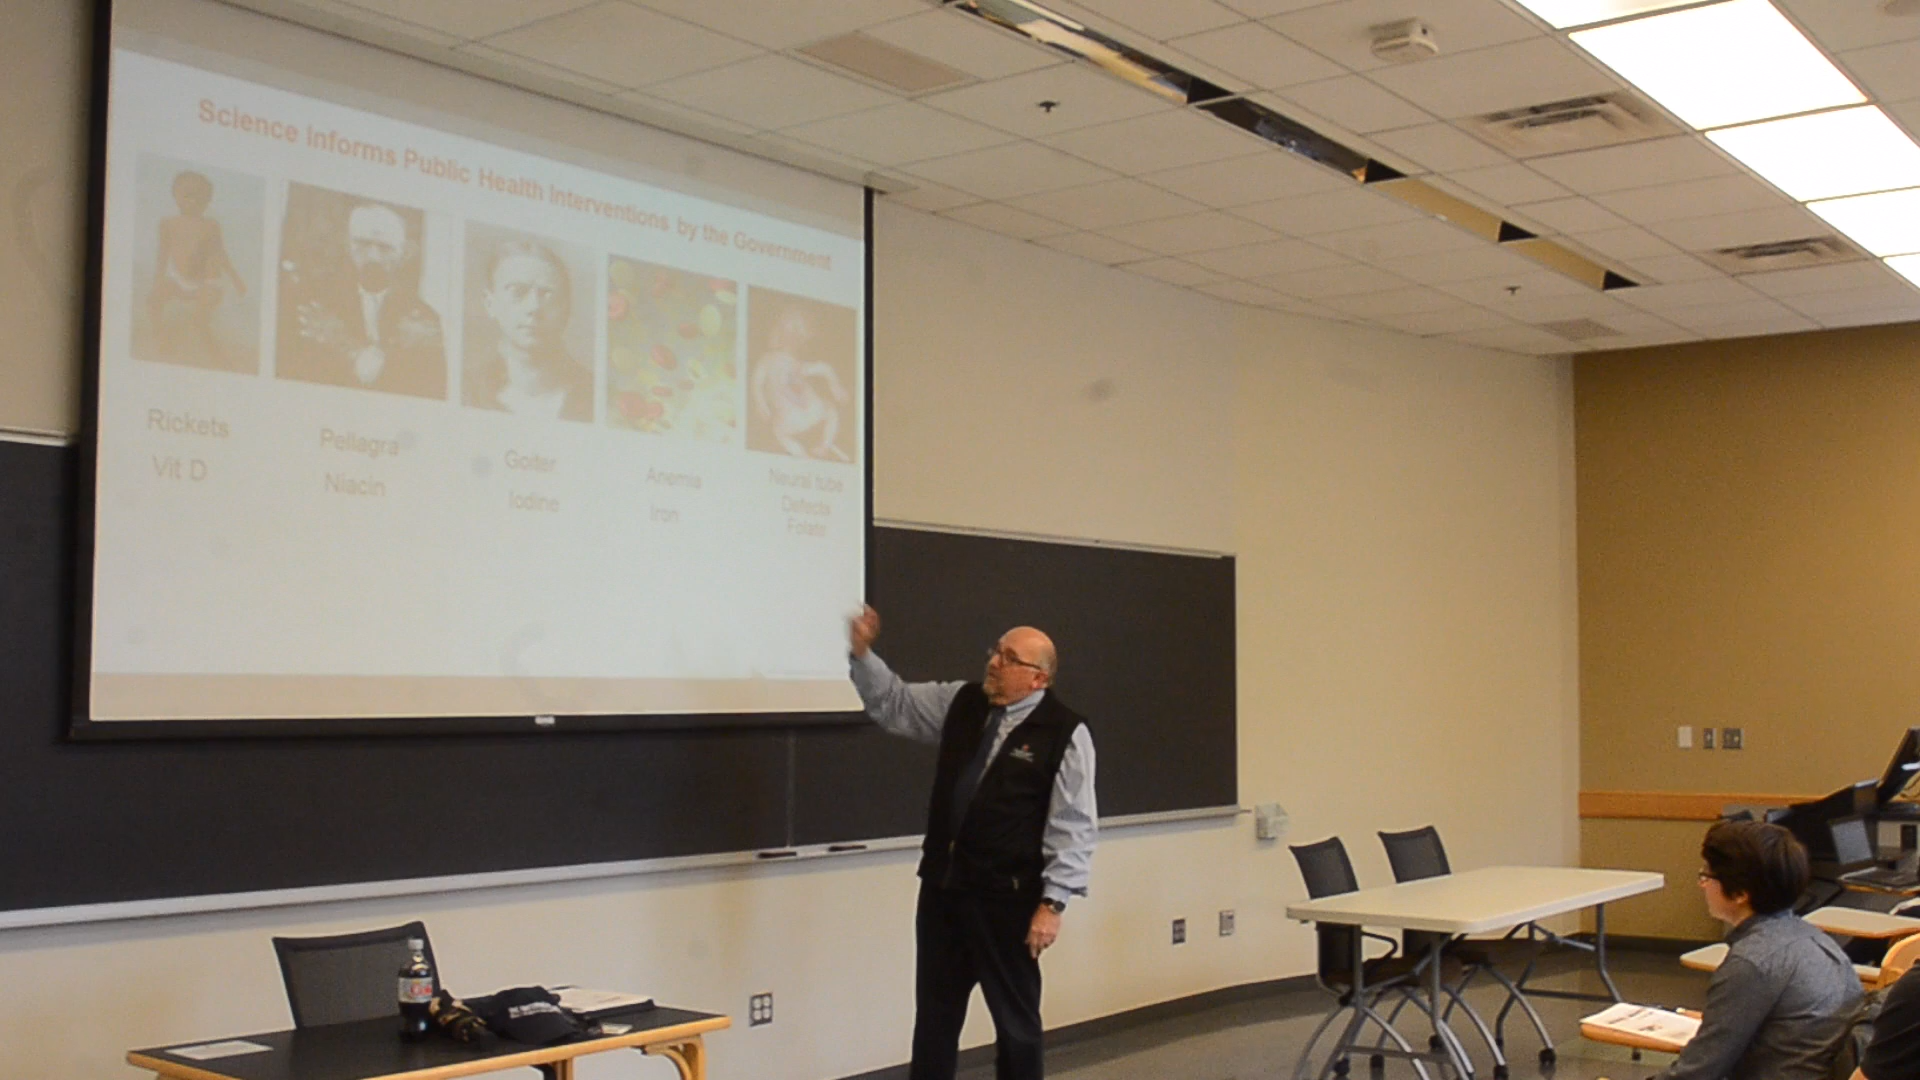 Science Informs Public Health Interventions by the Government
Rickets
Vit D
Pellagra
Niacin
Goiter
Iodine
Anemia
Iron
Neural tube
Defects
Folate